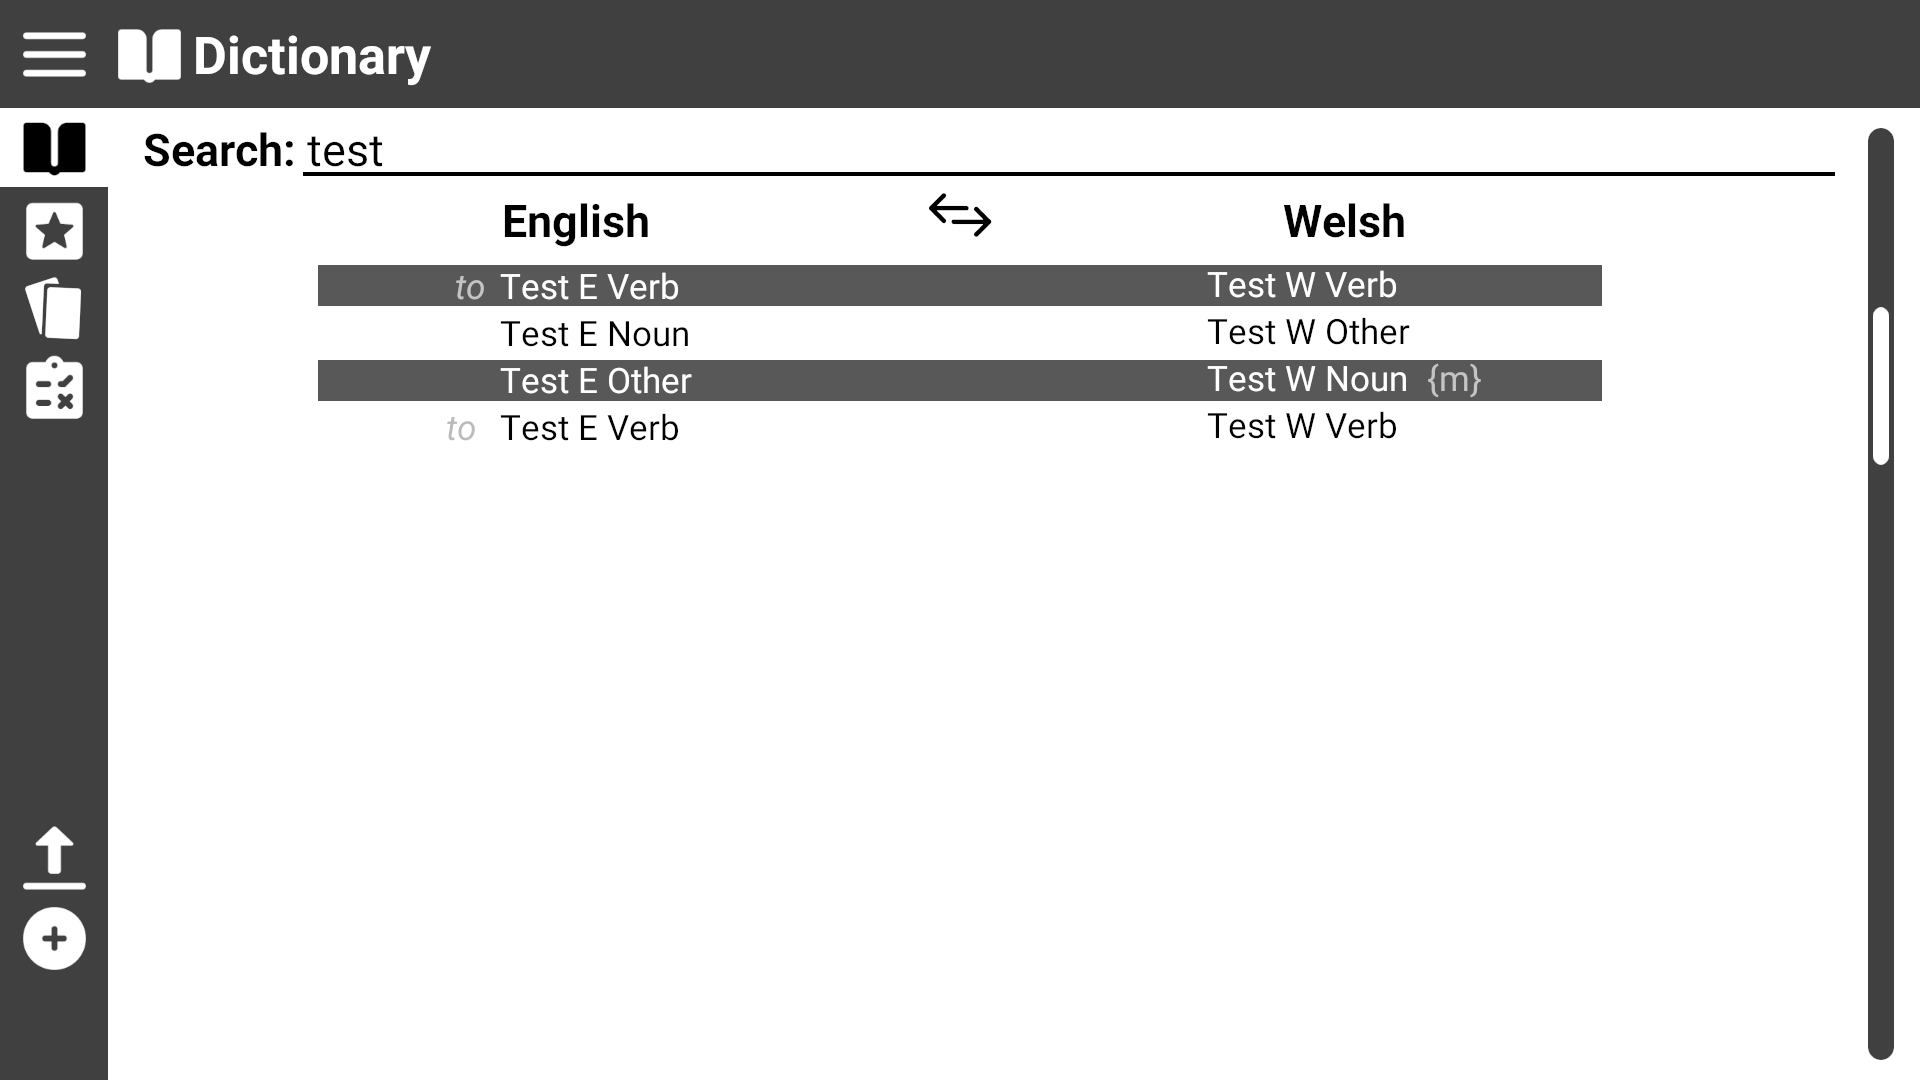 Dictionary
Search: test
English Welsh
to Test E Verb Test W Verb
Test E Noun Test W Other
Test E Other Test W Noun {m}
to Test E Verb Test W Verb